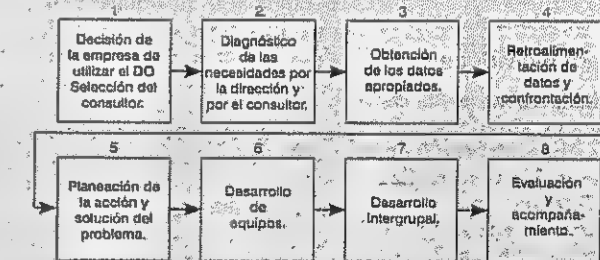 1
Decisión de
la empresa de
utilizar el DO
Selección del
consultor.
2
Diagnóstico
de las
necesidades por
la dirección y
por el consultor.
3
Obtención
de los datos
apropiados.
4
Retroalimen-
tación de
datos y
confrontación.
5
Planeación de
la acción y
solución del
problema.
6
Desarrollo
de
equipos.
7
Desarrollo
Intergrupal.
8
Evaluación
y
acompaña-
miento.